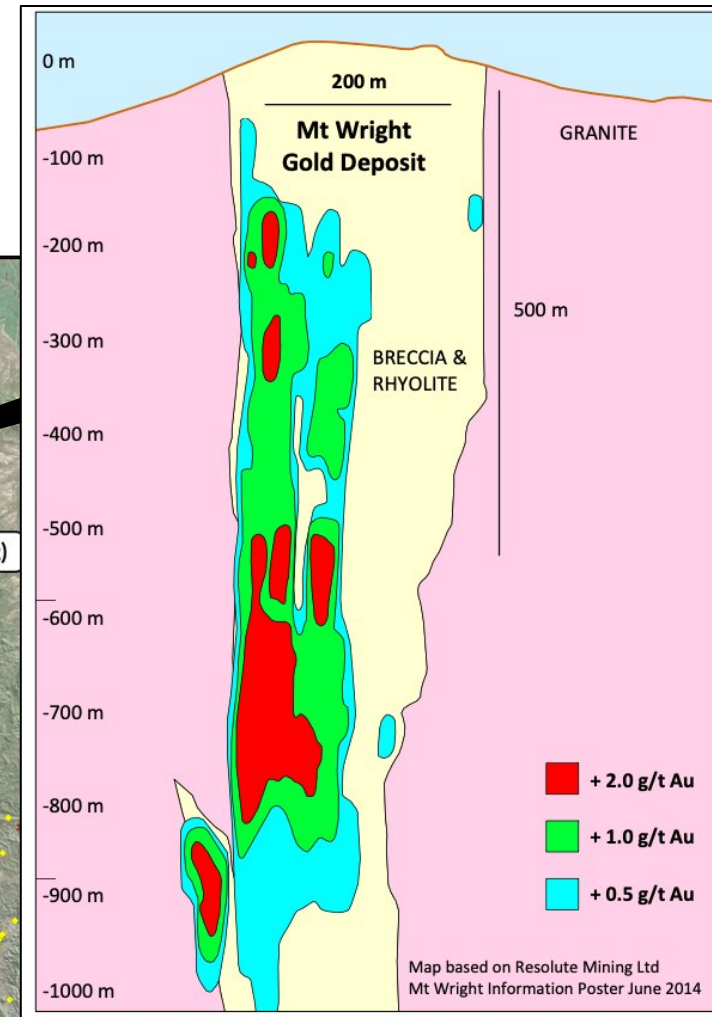 0 m
200 m
Mt Wright
Gold Deposit
GRANITE
-100 m
-200 m
-300 m
500 m
BRECCIA &
RHYOLITE
-400 m
-500 m
-600 m
-700 m
-800 m
-900 m
-1000 m
+ 2.0 g/t Au
+ 1.0 g/t Au
+ 0.5 g/t Au
Map based on Resolute Mining Ltd
Mt Wright Information Poster June 2014